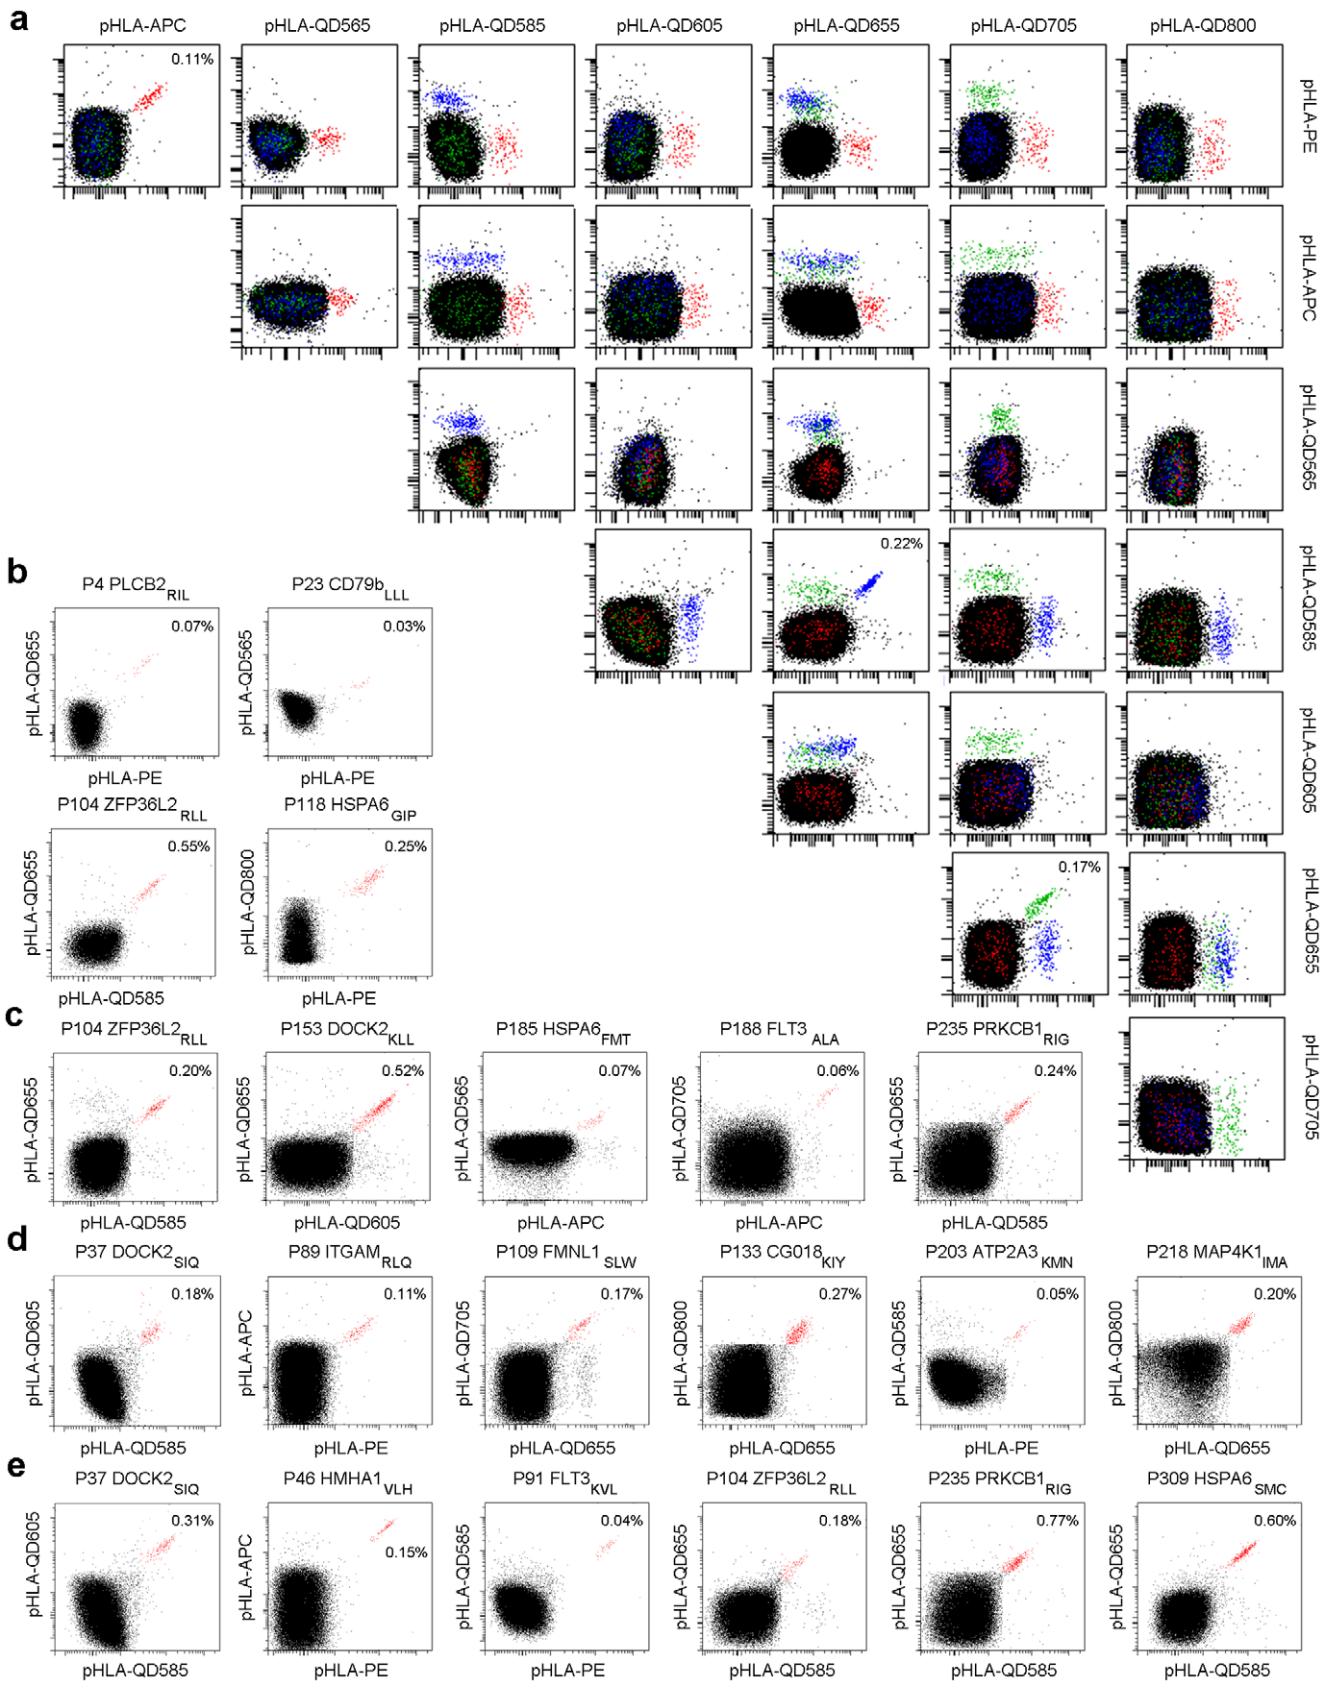 a
pHLA-APC pHLA-QD565 pHLA-QD585 pHLA-QD605 pHLA-QD655 pHLA-QD705 pHLA-QD800
0.11%
pHLA-PE
pHLA-APC
pHLA-QD565
0.22%
pHLA-QD585
pHLA-QD605
0.17%
pHLA-QD655
pHLA-QD705
b
P4 PLCB2RIL
0.07%
pHLA-QD655
pHLA-PE
P23 CD79bLLL
0.03%
pHLA-QD565
pHLA-PE
P104 ZFP36L2RLL
0.55%
pHLA-QD655
pHLA-QD585
P118 HSPA6GIP
0.25%
pHLA-QD800
pHLA-PE
c
P104 ZFP36L2RLL
0.20%
pHLA-QD655
pHLA-QD585
P153 DOCK2KLL
0.52%
pHLA-QD655
pHLA-QD605
P185 HSPA6FMT
0.07%
pHLA-QD565
pHLA-APC
P188 FLT3ALA
0.06%
pHLA-QD705
pHLA-APC
P235 PRKCB1RIG
0.24%
pHLA-QD655
pHLA-QD585
d
P37 DOCK2SIQ
0.18%
pHLA-QD605
pHLA-QD585
P89 ITGAMRLQ
0.11%
pHLA-APC
pHLA-PE
P109 FMNL1SLW
0.17%
pHLA-QD705
pHLA-QD655
P133 CG018KIY
0.27%
pHLA-QD800
pHLA-QD655
P203 ATP2A3KMN
0.05%
pHLA-QD585
pHLA-PE
P218 MAP4K1IMA
0.20%
pHLA-QD800
pHLA-QD655
e
P37 DOCK2SIQ
0.31%
pHLA-QD605
pHLA-QD585
P46 HMHA1VLH
0.15%
pHLA-APC
pHLA-PE
P91 FLT3KVL
0.04%
pHLA-QD585
pHLA-PE
P104 ZFP36L2RLL
0.18%
pHLA-QD655
pHLA-QD585
P235 PRKCB1RIG
0.77%
pHLA-QD655
pHLA-QD585
P309 HSPA6SMC
0.60%
pHLA-QD655
pHLA-QD585